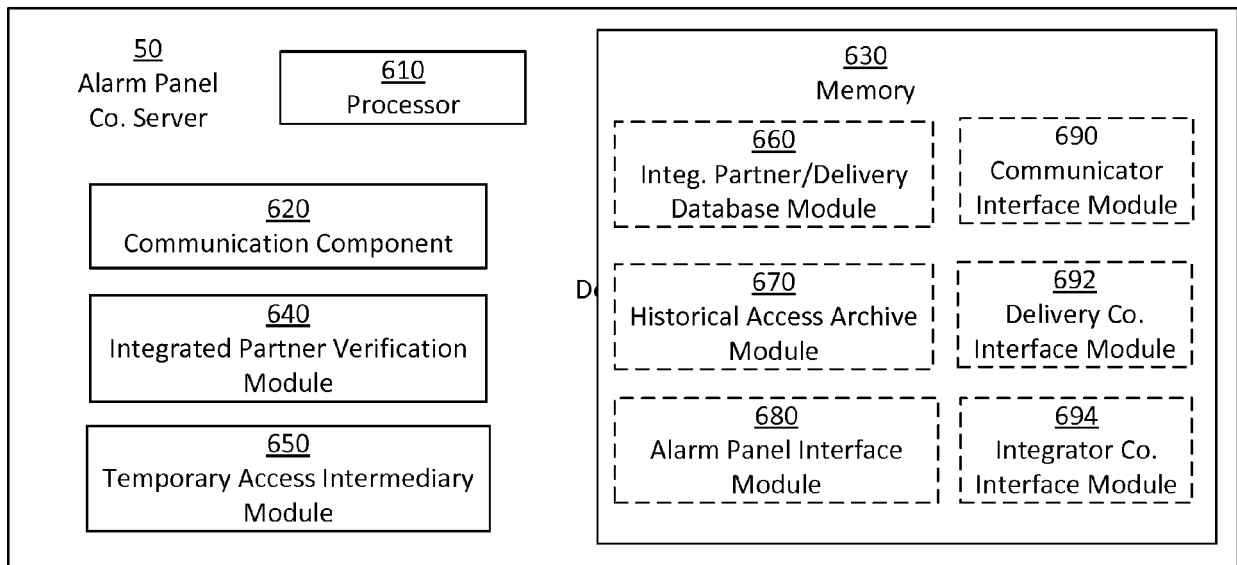 50
Alarm Panel
Co. Server
610
Processor
620
Communication Component
640
Integrated Partner Verification
Module
650
Temporary Access Intermediary
Module
630
Memory
660
Integ. Partner/Delivery
Database Module
690
Communicator
Interface Module
670
Historical Access Archive
Module
692
Delivery Co.
Interface Module
680
Alarm Panel Interface
Module
694
Integrator Co.
Interface Module